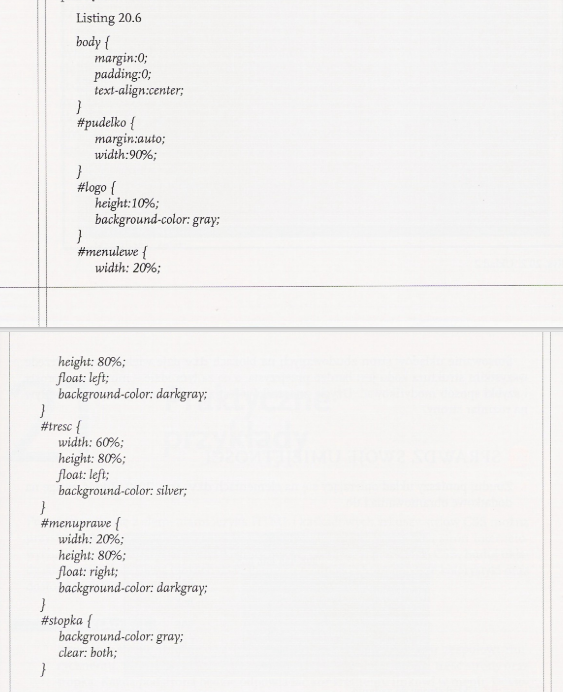 Listing 20.6
body {
margin:0;
padding:0;
text-align:center;
}
#pudelko {
margin:auto;
width:90%;
}
#logo {
height:10%;
background-color: gray;
}
#menulewe {
width: 20%;
height: 80%;
float: left;
background-color: darkgray;
}
#tresc {
width: 60%;
height: 80%;
float: left;
background-color: silver;
}
#menuprawe {
width: 20%;
height: 80%;
float: right;
background-color: darkgray;
}
#stopka {
background-color: gray;
clear: both;
}